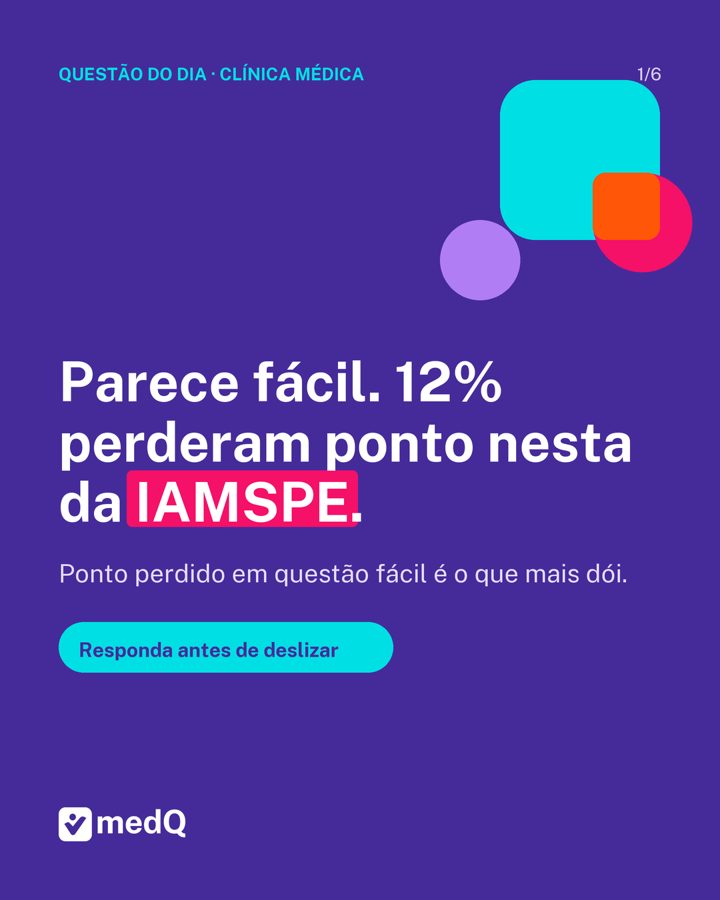 QUESTÃO DO DIA · CLÍNICA MÉDICA
1/6
Parece fácil. 12%
perderam ponto nesta
da IAMSPE.
Ponto perdido em questão fácil é o que mais dói.
Responda antes de deslizar
medQ